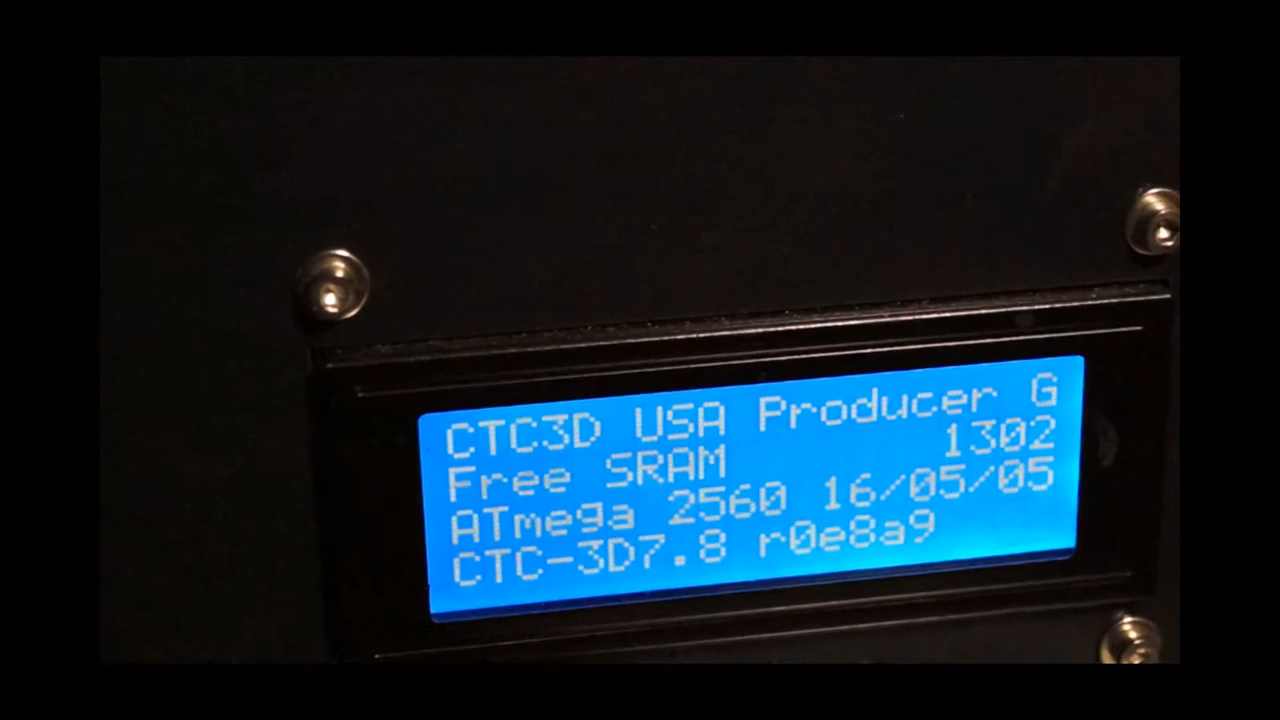 CTC3D USA Producer G
Free SRAM 1302
ATmega 2560 16/05/05
CTC-3D7.8 r0e8a9